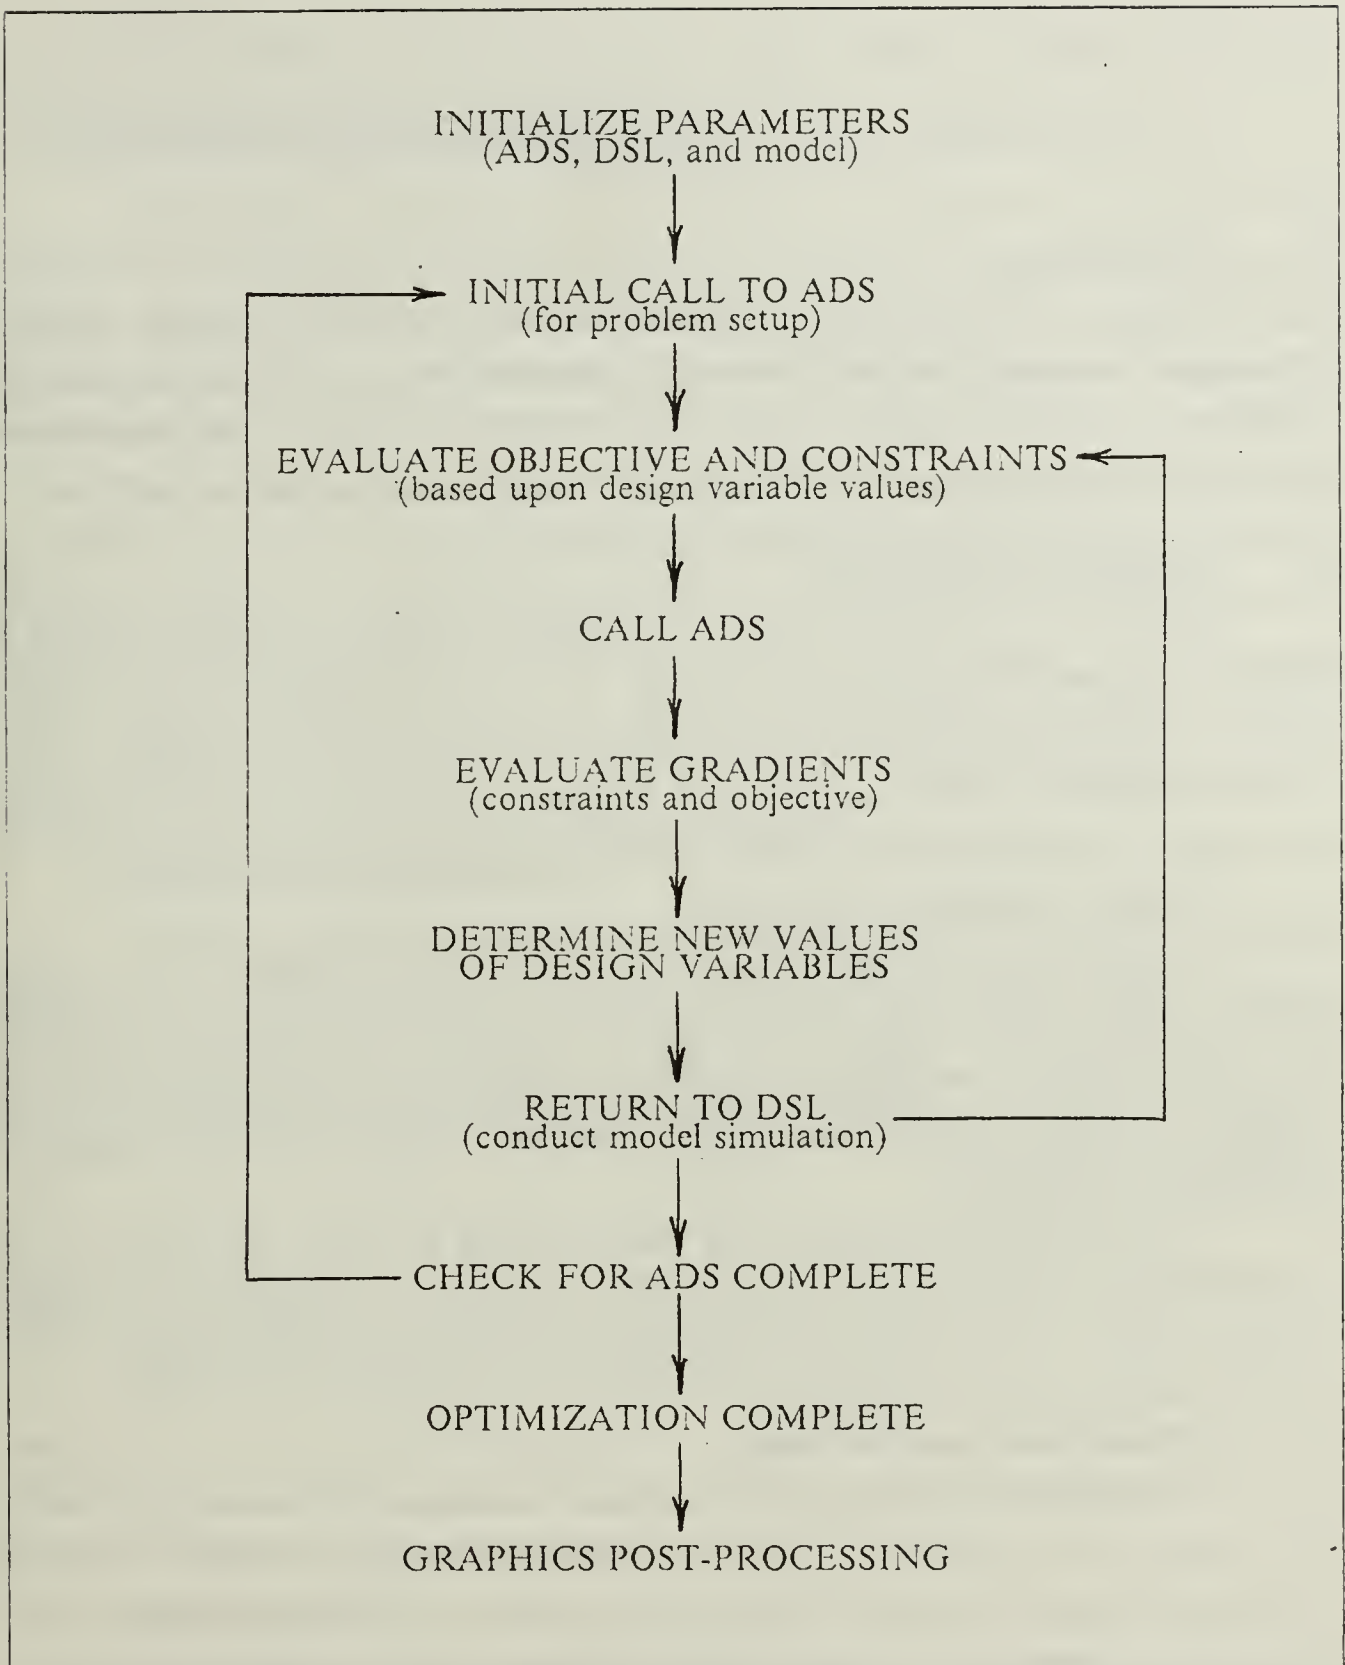 INITIALIZE PARAMETERS
(ADS, DSL, and model)
INITIAL CALL TO ADS
(for problem setup)
EVALUATE OBJECTIVE AND CONSTRAINTS
(based upon design variable values)
CALL ADS
EVALUATE GRADIENTS
(constraints and objective)
DETERMINE NEW VALUES
OF DESIGN VARIABLES
RETURN TO DSL
(conduct model simulation)
CHECK FOR ADS COMPLETE
OPTIMIZATION COMPLETE
GRAPHICS POST-PROCESSING